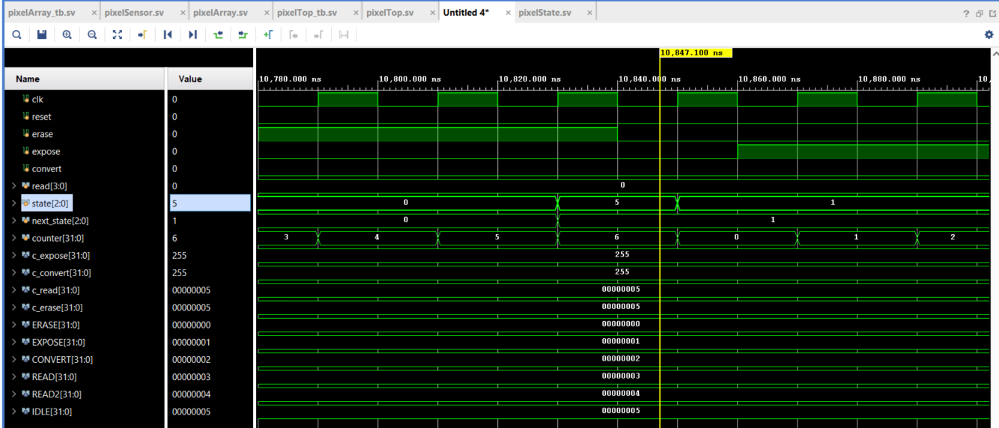 pixelArray_tb.sv × pixelSensor.sv × pixelArray.sv × pixelTop_tb.sv × pixelTop.sv × Untitled 4* × pixelState.sv × ?
10,847.100 ns
Name Value 10,780.000 ns 10,800.000 ns 10,820.000 ns 10,840.000 ns 10,860.000 ns 10,880.000 ns 10,
clk 0
reset 0
erase 0
expose 0
convert 0
read[3:0] 0 0
state[2:0] 5 0 5 1
next_state[2:0] 1 0 1
counter[31:0] 6 3 4 5 6 0 1 2
c_expose[31:0] 255 255
c_convert[31:0] 255 255
c_read[31:0] 00000005 00000005
c_erase[31:0] 00000005 00000005
ERASE[31:0] 00000000 00000000
EXPOSE[31:0] 00000001 00000001
CONVERT[31:0] 00000002 00000002
READ[31:0] 00000003 00000003
READ2[31:0] 00000004 00000004
IDLE[31:0] 00000005 00000005